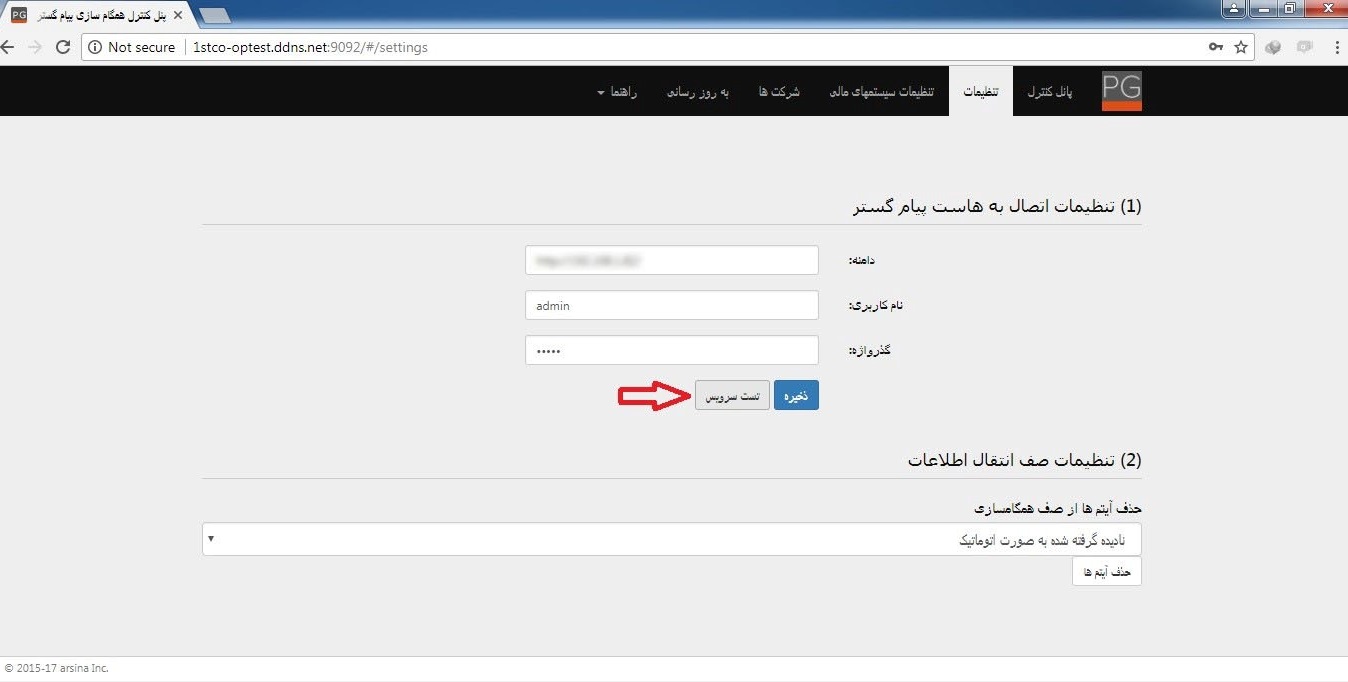 پنل کنترل همگام سازی پیام گستر
Not secure
1stco-optest.ddns.net:9092/#/settings
PG
پانل کنترل
تنظیمات
تنظیمات سیستمهای مالی
شرکت ها
به روز رسانی
راهنما
(1) تنظیمات اتصال به هاست پیام گستر
دامنه:
نام کاربری:
admin
گذرواژه:
•••••
ذخیره
تست سرویس
(2) تنظیمات صف انتقال اطلاعات
حذف آیتم ها از صف همگامسازی
نادیده گرفته شده به صورت اتوماتیک
حذف آیتم ها
© 2015-17 arsina Inc.